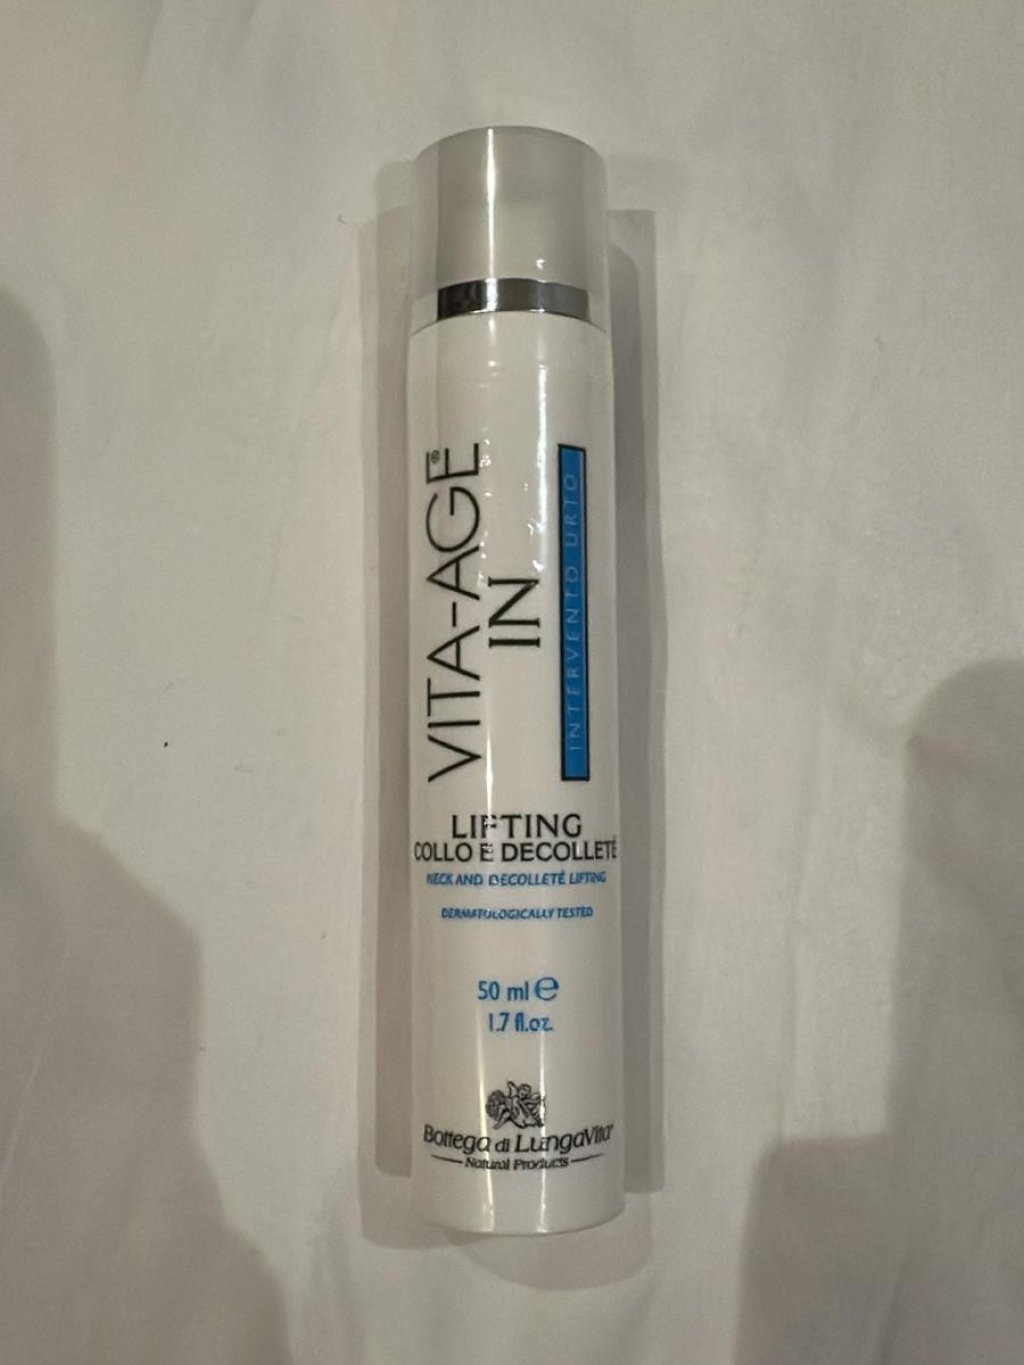 VITA-AGE®
IN
INTERVENTO URTO
LIFTING
COLLO E DECOLLETÉ
NECK AND DECOLLETÉ LIFTING
DERMATOLOGICALLY TESTED
50 ml ℮
1.7 fl.oz.
Bottega di LungaVita®
Natural Products